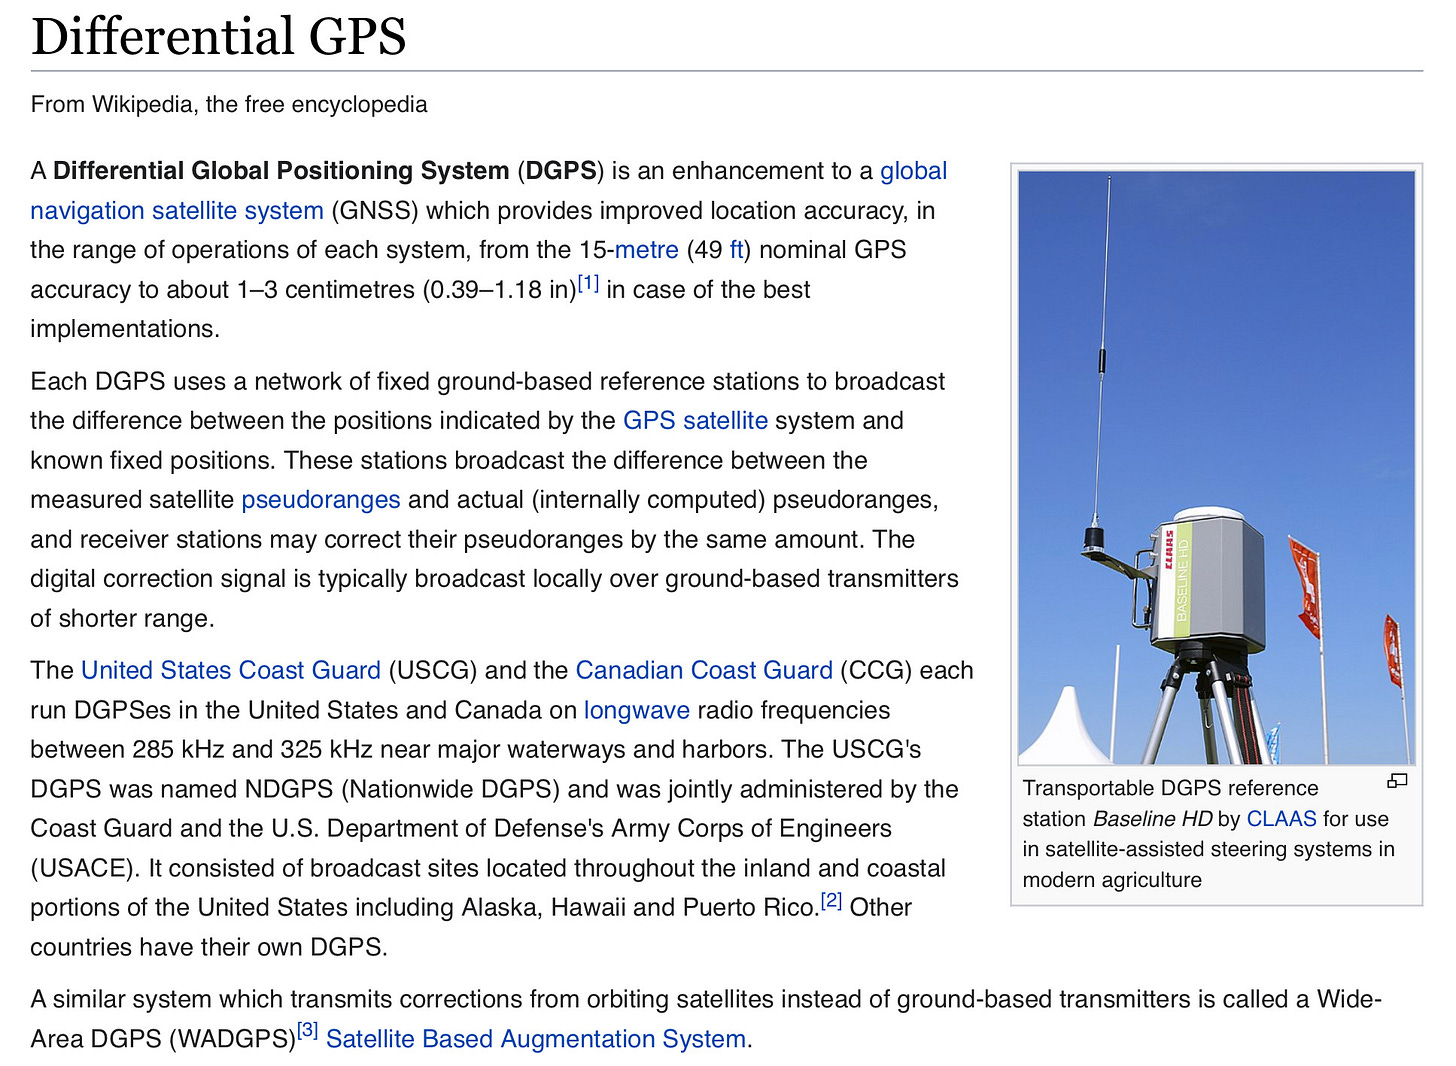 Differential GPS
From Wikipedia, the free encyclopedia
A Differential Global Positioning System (DGPS) is an enhancement to a global
navigation satellite system (GNSS) which provides improved location accuracy, in
the range of operations of each system, from the 15-metre (49 ft) nominal GPS
accuracy to about 1–3 centimetres (0.39–1.18 in)[1] in case of the best
implementations.
Each DGPS uses a network of fixed ground-based reference stations to broadcast
the difference between the positions indicated by the GPS satellite system and
known fixed positions. These stations broadcast the difference between the
measured satellite pseudoranges and actual (internally computed) pseudoranges,
and receiver stations may correct their pseudoranges by the same amount. The
digital correction signal is typically broadcast locally over ground-based transmitters
of shorter range.
The United States Coast Guard (USCG) and the Canadian Coast Guard (CCG) each
run DGPSes in the United States and Canada on longwave radio frequencies
between 285 kHz and 325 kHz near major waterways and harbors. The USCG's
DGPS was named NDGPS (Nationwide DGPS) and was jointly administered by the
Coast Guard and the U.S. Department of Defense's Army Corps of Engineers
(USACE). It consisted of broadcast sites located throughout the inland and coastal
portions of the United States including Alaska, Hawaii and Puerto Rico.[2] Other
countries have their own DGPS.
A similar system which transmits corrections from orbiting satellites instead of ground-based transmitters is called a Wide-
Area DGPS (WADGPS)[3] Satellite Based Augmentation System.
CLAAS
BASELINE HD
Transportable DGPS reference
station Baseline HD by CLAAS for use
in satellite-assisted steering systems in
modern agriculture